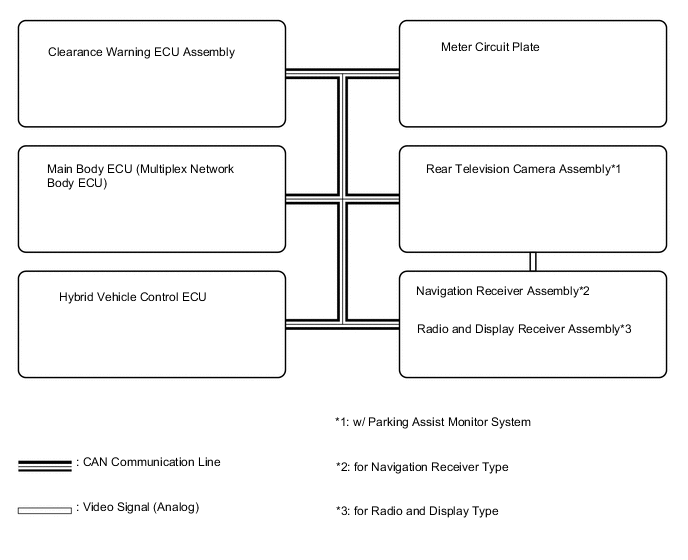 Clearance Warning ECU Assembly
Meter Circuit Plate
Main Body ECU (Multiplex Network
Body ECU)
Rear Television Camera Assembly*1
Hybrid Vehicle Control ECU
Navigation Receiver Assembly*2
Radio and Display Receiver Assembly*3
*1: w/ Parking Assist Monitor System
: CAN Communication Line
*2: for Navigation Receiver Type
: Video Signal (Analog)
*3: for Radio and Display Type